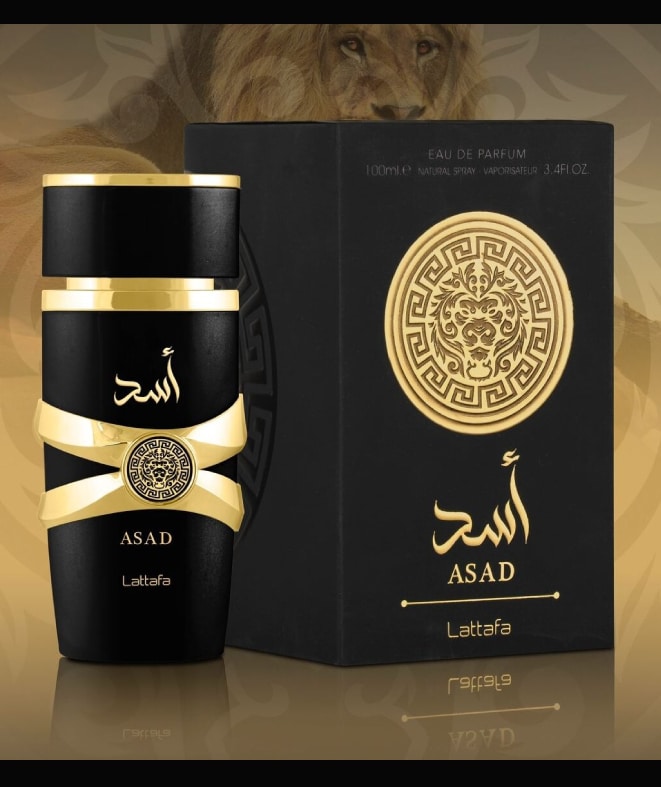 أسد
ASAD
Lattafa
EAU DE PARFUM
100ml.℮ NATURAL SPRAY VAPORISATEUR 3.4FL.OZ.
أسد
ASAD
Lattafa